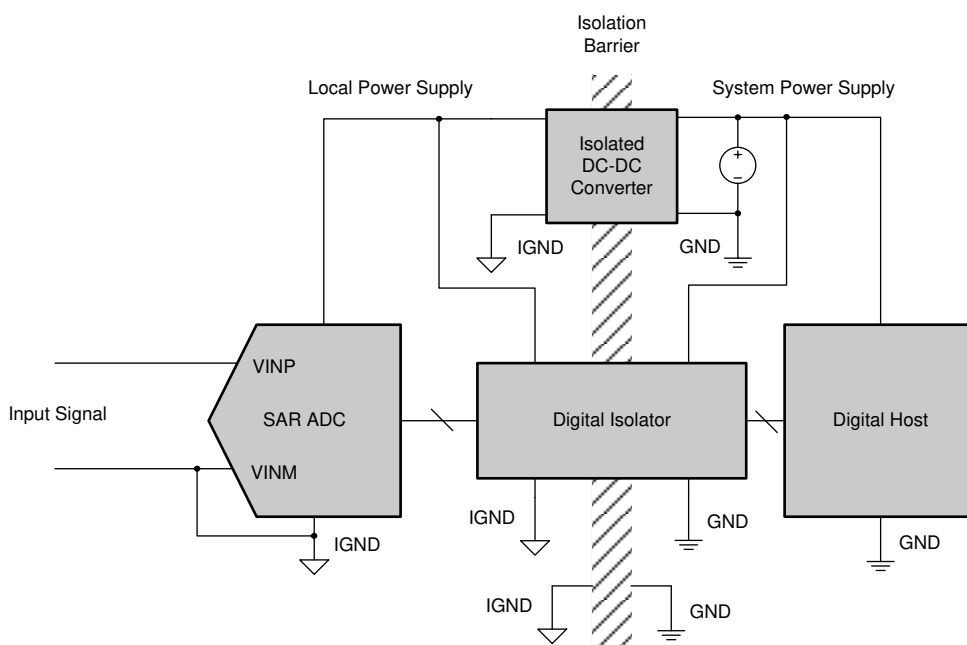 Isolation
Barrier
Local Power Supply
System Power Supply
Isolated
DC-DC
Converter
+
−
IGND
GND
VINP
Input Signal
SAR ADC
Digital Isolator
Digital Host
VINM
IGND
IGND
GND
GND
IGND
GND